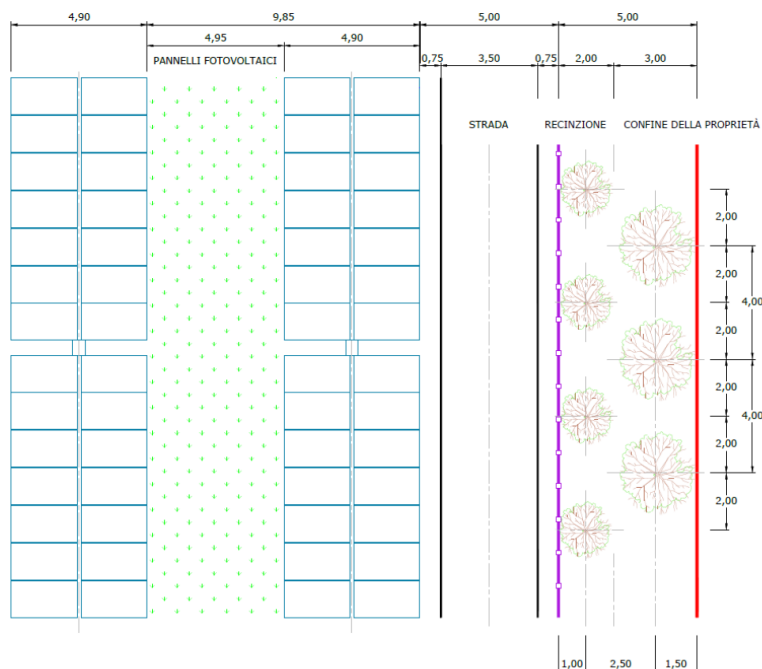 4,90 9,85 5,00 5,00
4,95 4,90 0,75 3,50 0,75 2,00 3,00
PANNELLI FOTOVOLTAICI
STRADA RECINZIONE CONFINE DELLA PROPRIETÀ
2,00
2,00
4,00
2,00
2,00
4,00
2,00
2,00
1,00 2,50 1,50